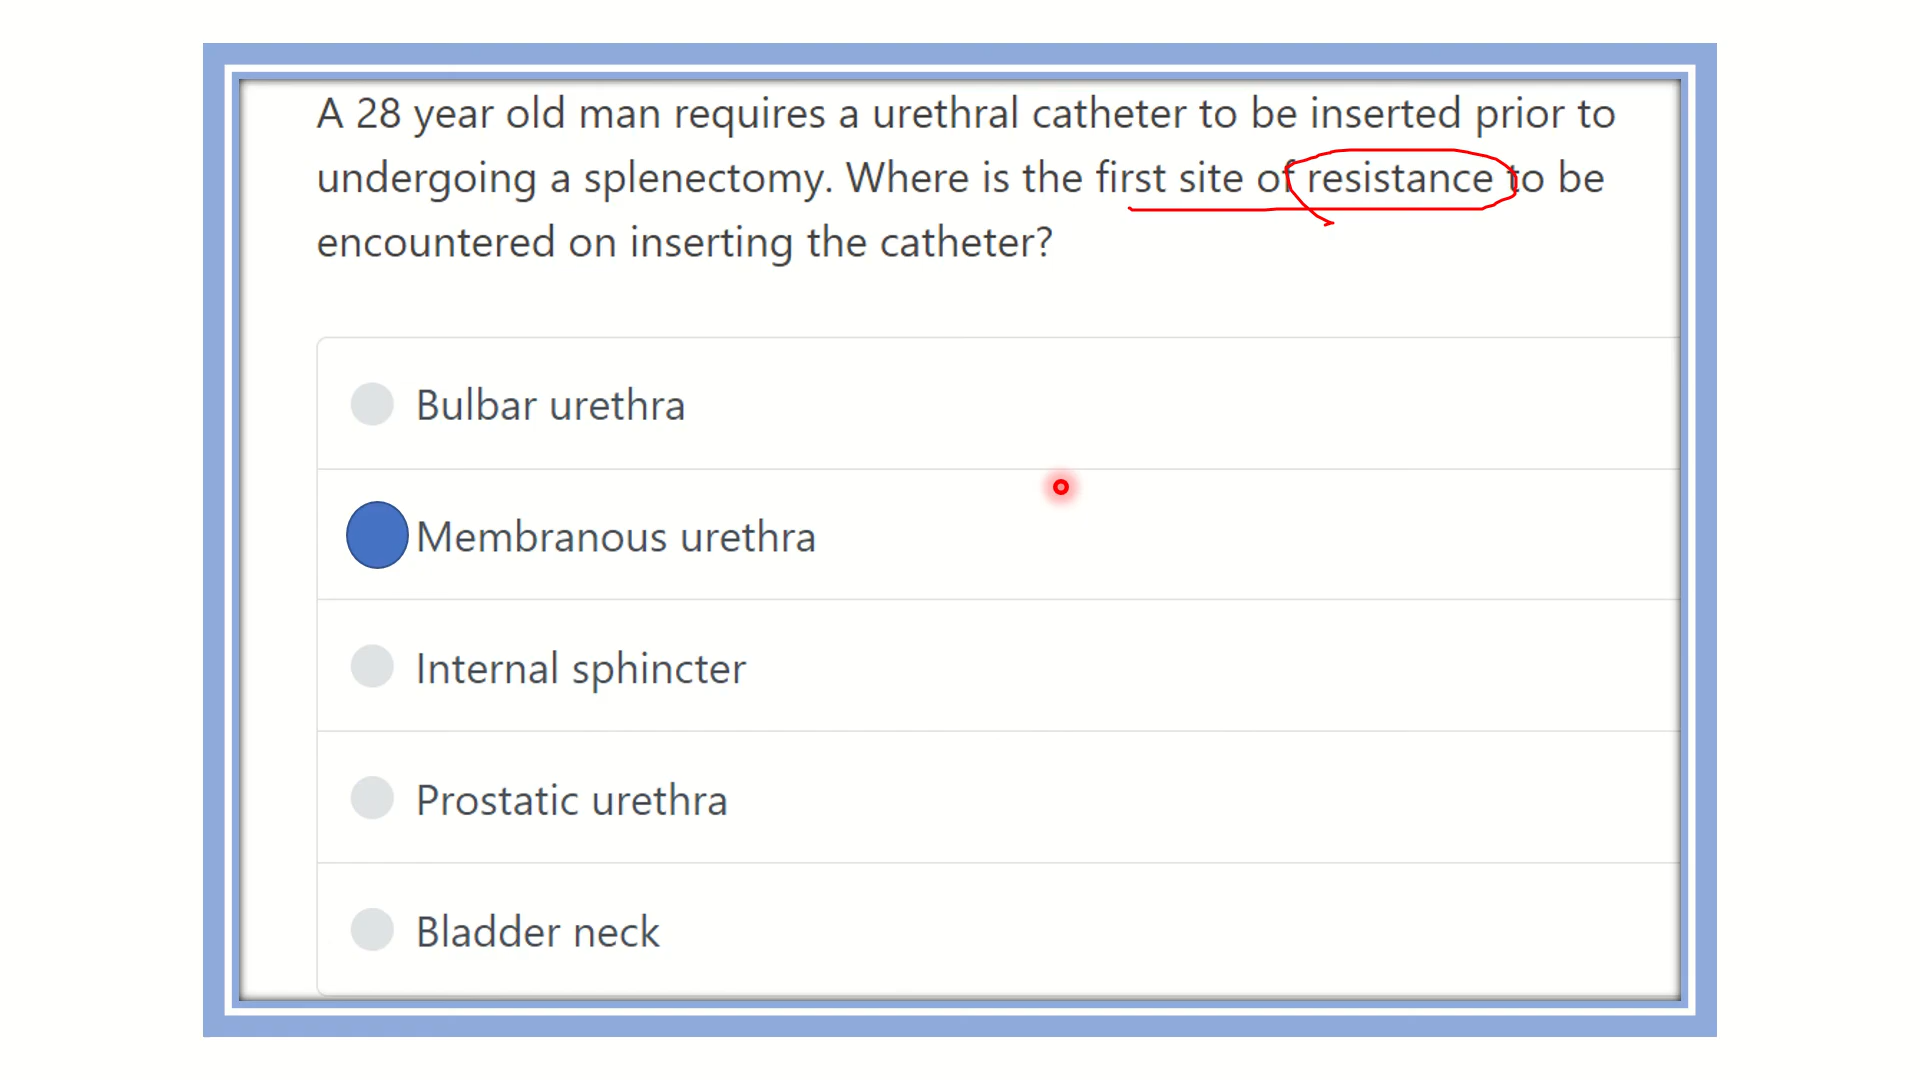 A 28 year old man requires a urethral catheter to be inserted prior to
undergoing a splenectomy. Where is the first site of resistance to be
encountered on inserting the catheter?
Bulbar urethra
Membranous urethra
Internal sphincter
Prostatic urethra
Bladder neck